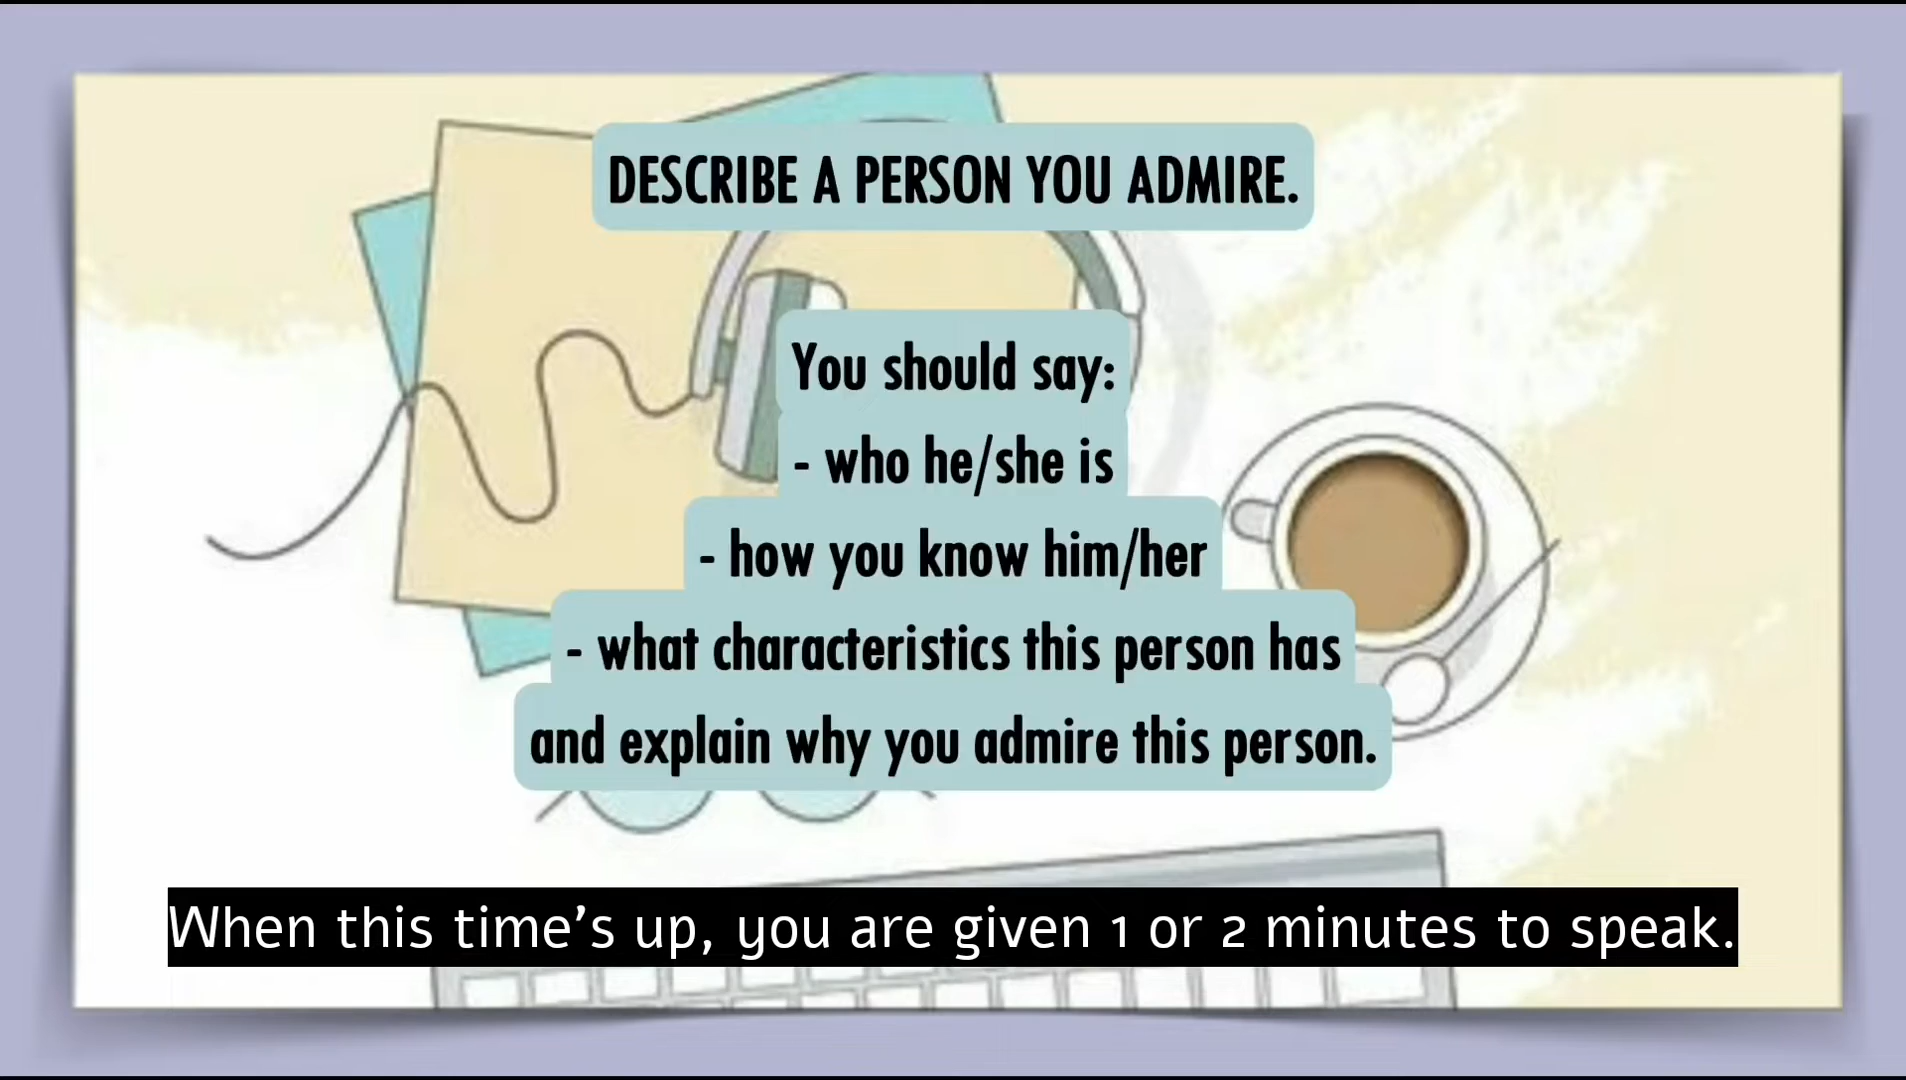 DESCRIBE A PERSON YOU ADMIRE.
You should say:
- who he/she is
- how you know him/her
- what characteristics this person has
and explain why you admire this person.
When this time's up, you are given 1 or 2 minutes to speak.